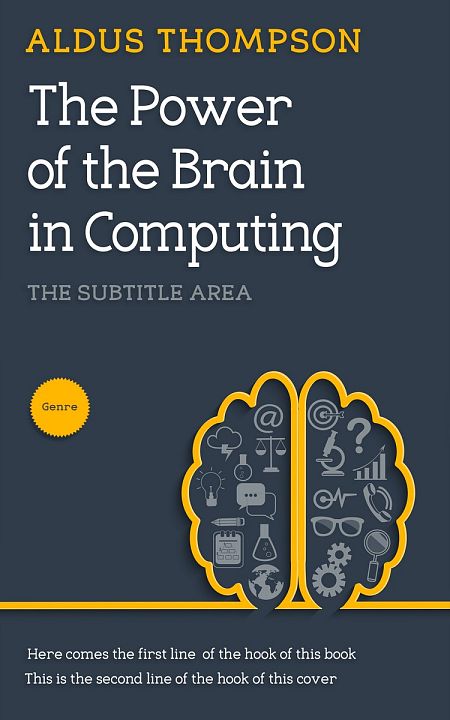 ALDUS THOMPSON
The Power
of the Brain
in Computing
THE SUBTITLE AREA
Genre
@
?
Here comes the first line of the hook of this book
This is the second line of the hook of this cover